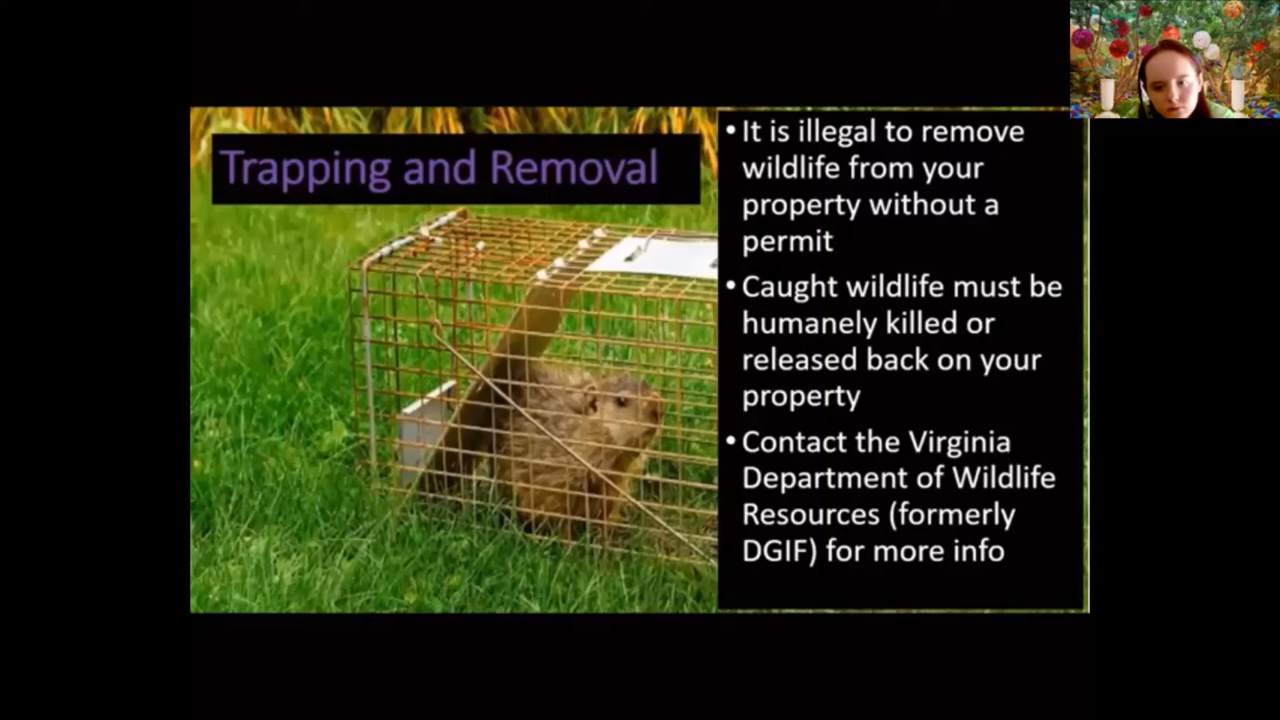 Trapping and Removal
• It is illegal to remove
wildlife from your
property without a
permit
• Caught wildlife must be
humanely killed or
released back on your
property
• Contact the Virginia
Department of Wildlife
Resources (formerly
DGIF) for more info